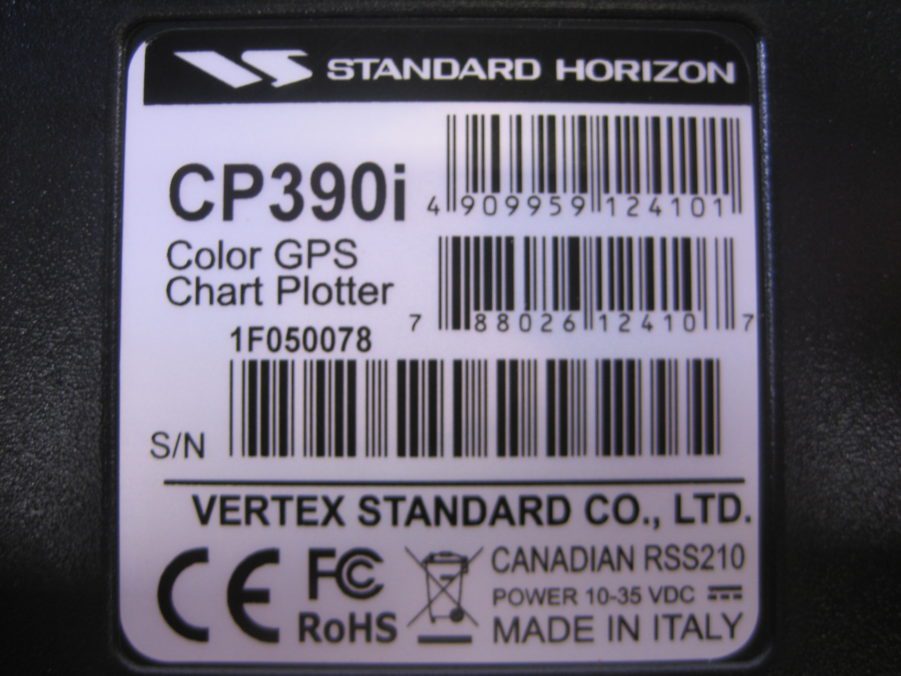 VS STANDARD HORIZON
CP390i
4 909959 124101
Color GPS
Chart Plotter
7 88026 12410 7
1F050078
S/N
VERTEX STANDARD CO., LTD.
CE FC RoHS
CANADIAN RSS210
POWER 10-35 VDC
MADE IN ITALY